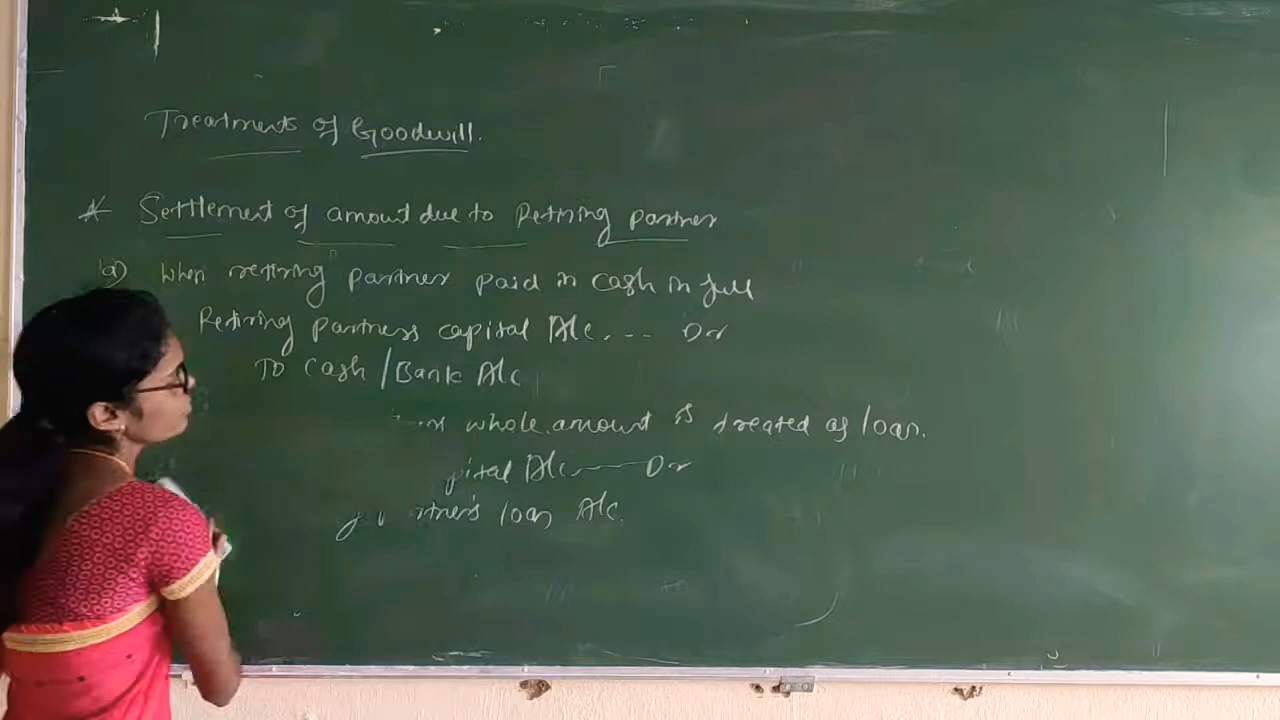 Treatments of Goodwill.
* Settlement of amount due to Retiring partner
a) When retiring partner paid in cash in full
Retiring partners capital A/c. --- Dr
To Cash / Bank A/c
whole amount is treated as loan.
pital A/c ---- Dr
rtner's loan A/c.